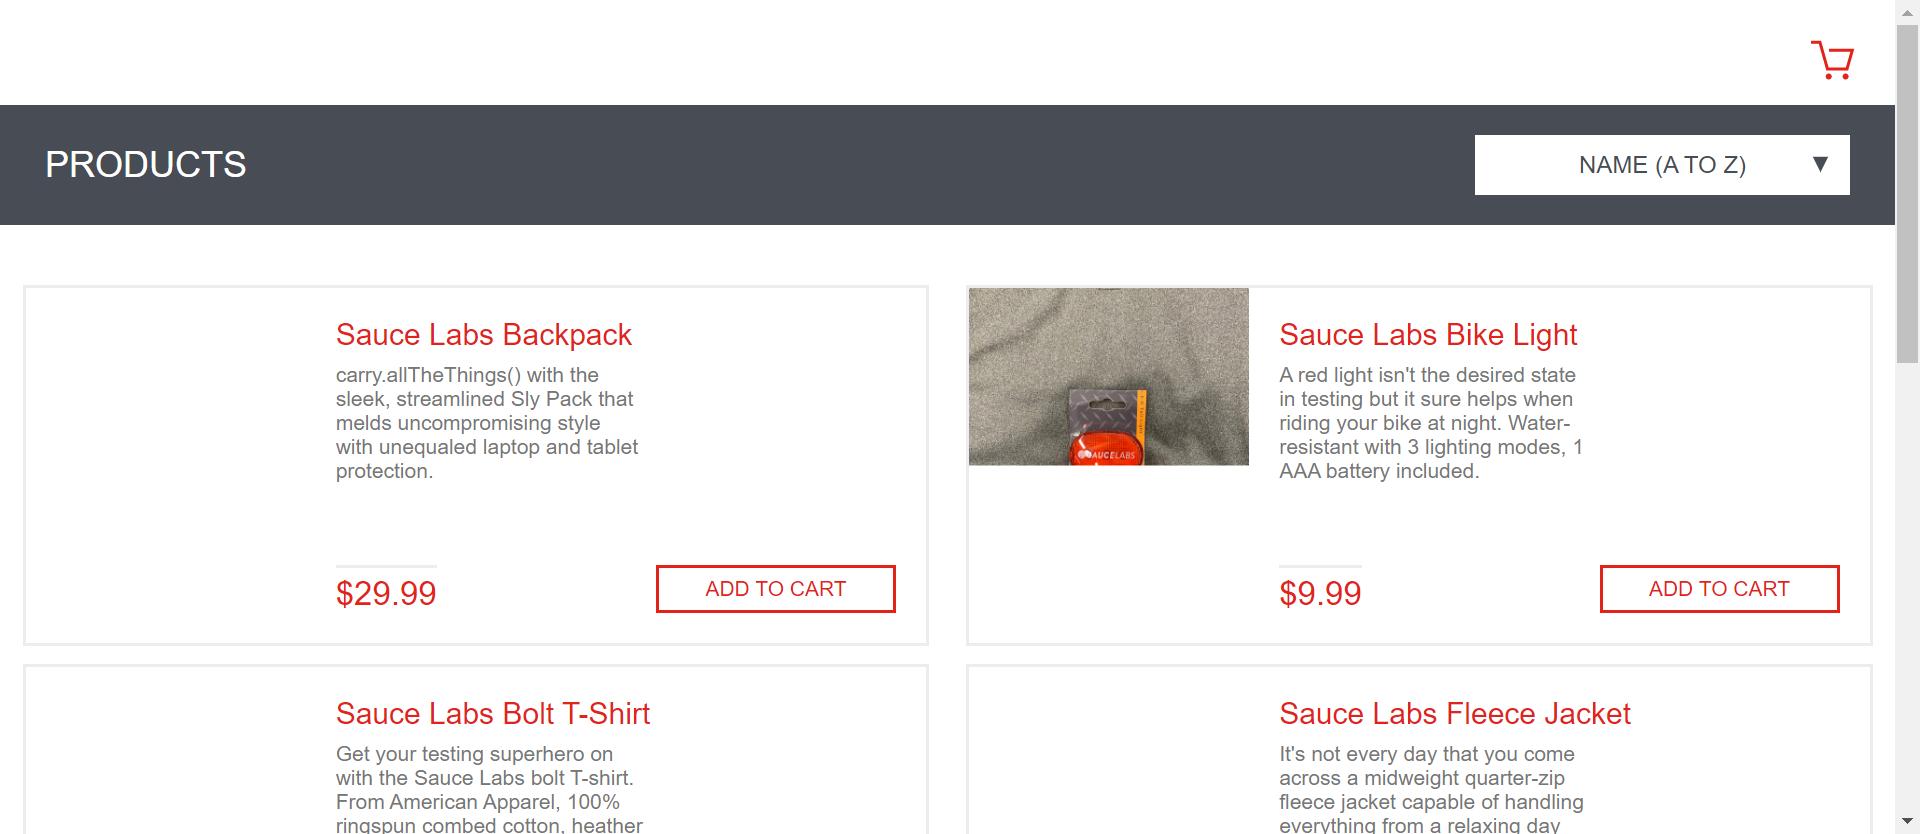 PRODUCTS
NAME (A TO Z)
Sauce Labs Backpack
carry.allTheThings() with the
sleek, streamlined Sly Pack that
melds uncompromising style
with unequaled laptop and tablet
protection.
$29.99
ADD TO CART
SAUCELABS
Sauce Labs Bike Light
A red light isn't the desired state
in testing but it sure helps when
riding your bike at night. Water-
resistant with 3 lighting modes, 1
AAA battery included.
$9.99
ADD TO CART
Sauce Labs Bolt T-Shirt
Get your testing superhero on
with the Sauce Labs bolt T-shirt.
From American Apparel, 100%
ringspun combed cotton, heather
Sauce Labs Fleece Jacket
It's not every day that you come
across a midweight quarter-zip
fleece jacket capable of handling
everything from a relaxing day